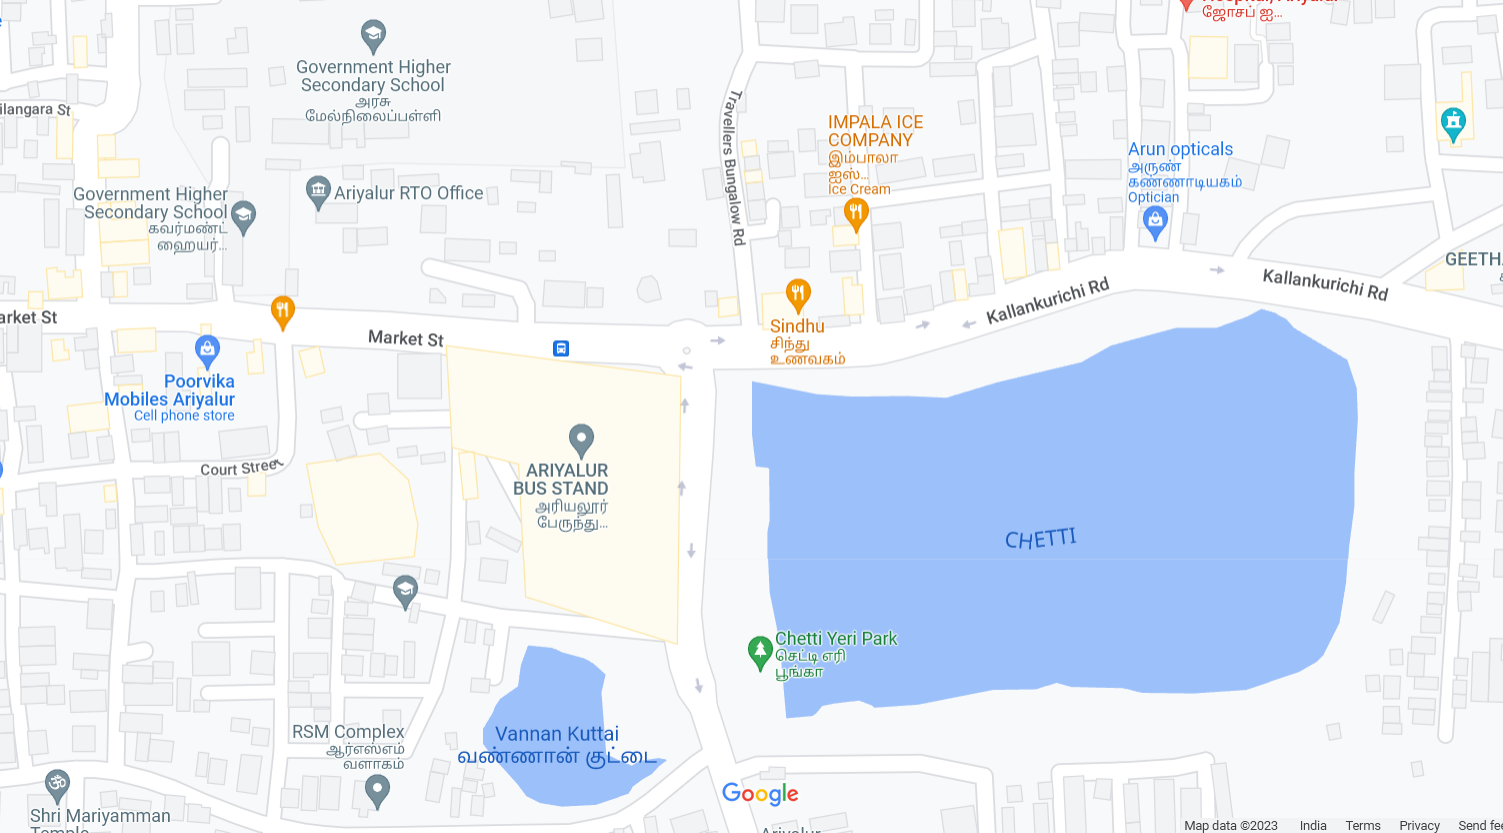 ஜோசப் ஐ...
Government Higher
Secondary School
அரசு
மேல்நிலைப்பள்ளி
ilangara St
Travellers Bungalow Rd
IMPALA ICE
COMPANY
இம்பாலா
ஐஸ்...
Ice Cream
Arun opticals
அருண்
கண்ணாடியகம்
Optician
Government Higher
Secondary School
கவர்மண்ட்
ஹையர்...
Ariyalur RTO Office
GEETHA
Kallankurichi Rd
Kallankurichi Rd
arket St
Market St
Sindhu
சிந்து
உணவகம்
Poorvika
Mobiles Ariyalur
Cell phone store
Court Street
ARIYALUR
BUS STAND
அரியலூர்
பேருந்து...
CHETTI
Chetti Yeri Park
செட்டி எரி
பூங்கா
Vannan Kuttai
வண்ணான் குட்டை
RSM Complex
ஆர்எஸ்எம்
வளாகம்
Shri Mariyamman
Temple
Google
Map data ©2023 India Terms Privacy Send fee